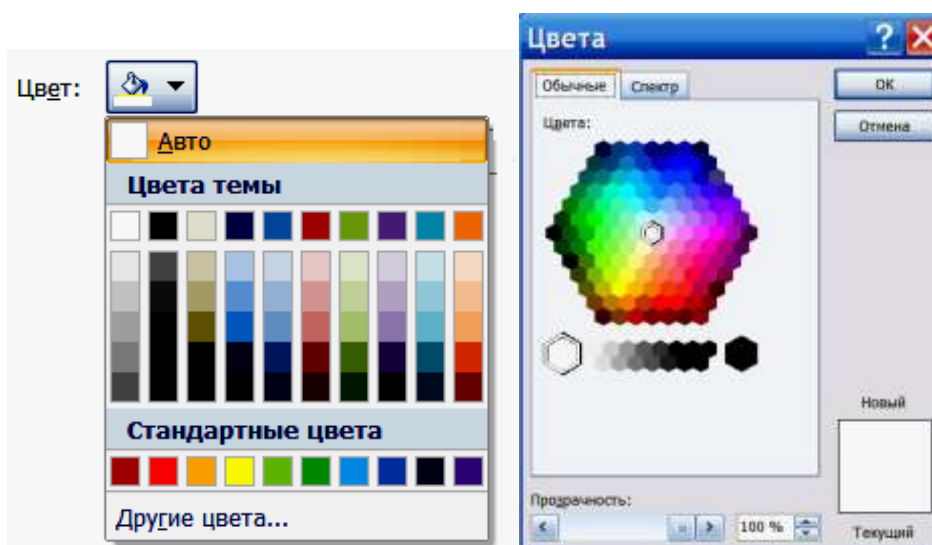 Цвет:
Авто
Цвета темы
Стандартные цвета
Другие цвета...
Цвета
Обычные
Спектр
ОК
Отмена
Цвета:
Новый
Прозрачность:
100 %
Текущий